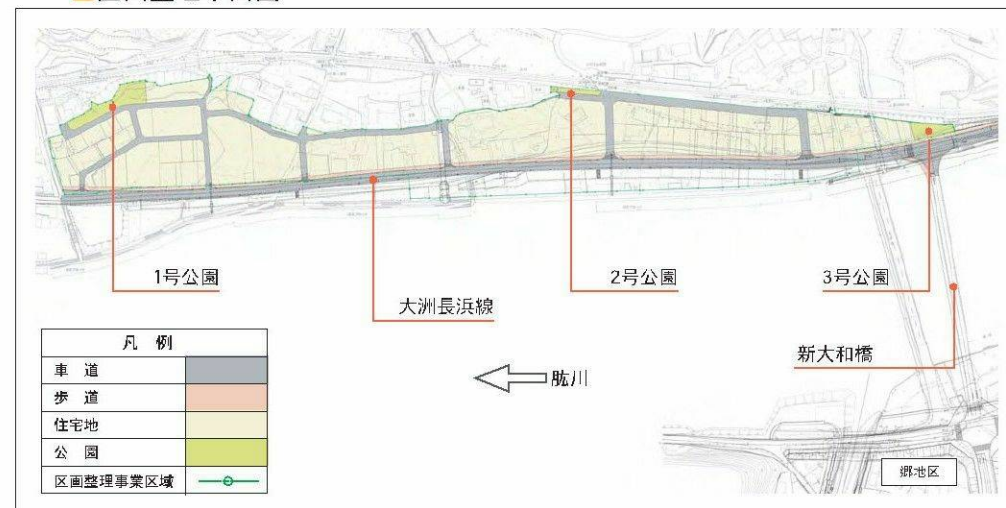 1号公園
2号公園
3号公園
大洲長浜線
新大和橋
肱川
凡 例
車 道
歩 道
住宅地
公 園
区画整理事業区域
郷地区